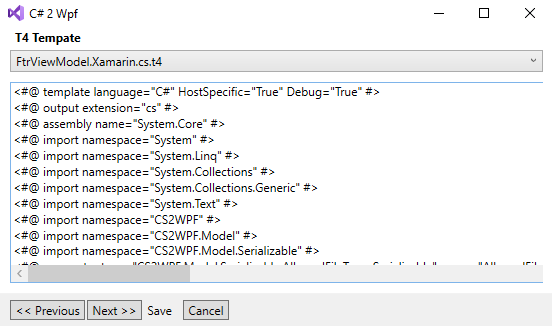 C# 2 Wpf
T4 Tempate
FtrViewModel.Xamarin.cs.t4
<#@ template language="C#" HostSpecific="True" Debug="True" #>
<#@ output extension="cs" #>
<#@ assembly name="System.Core" #>
<#@ import namespace="System" #>
<#@ import namespace="System.Linq" #>
<#@ import namespace="System.Collections" #>
<#@ import namespace="System.Collections.Generic" #>
<#@ import namespace="System.Text" #>
<#@ import namespace="CS2WPF" #>
<#@ import namespace="CS2WPF.Model" #>
<#@ import namespace="CS2WPF.Model.Serializable" #>
<< Previous Next >> Save Cancel